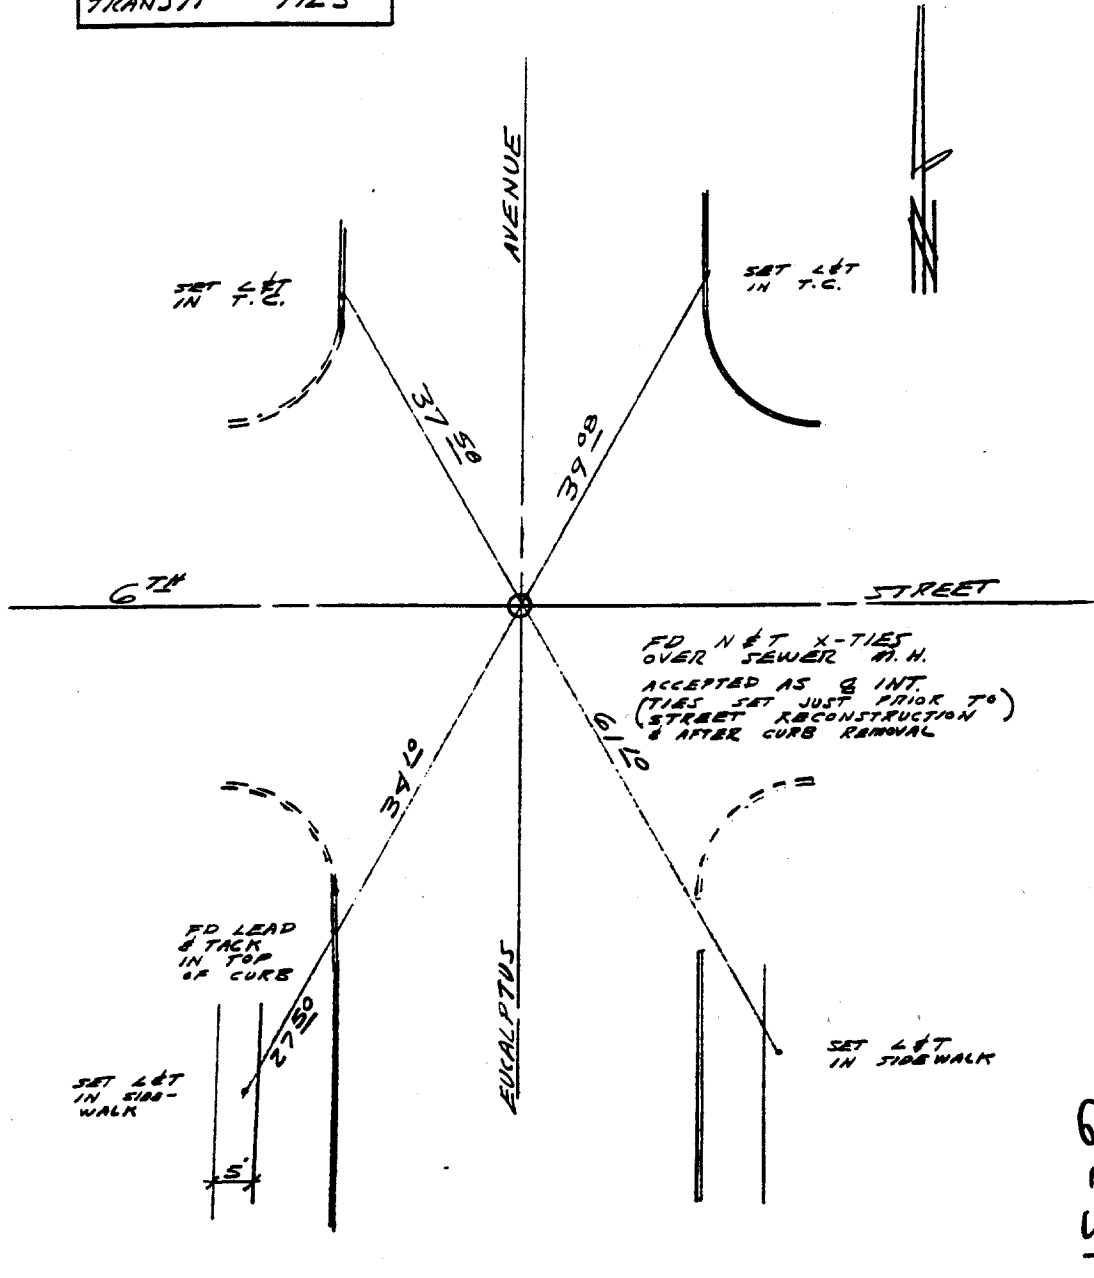 TRANSIT TIES
AVENUE
SET L&T
IN T.C.
SET L&T
IN T.C.
N
37 50
39 08
6TH
STREET
FD N & T X-TIES
OVER SEWER M.H.
ACCEPTED AS ℄ INT.
(TIES SET JUST PRIOR TO
STREET RECONSTRUCTION
& AFTER CURB REMOVAL)
34 10
61 10
FD LEAD
& TACK
IN TOP
OF CURB
27 50
EUCALPTUS
SET L&T
IN SIDEWALK
SET L&T
IN SIDE-
WALK
5'